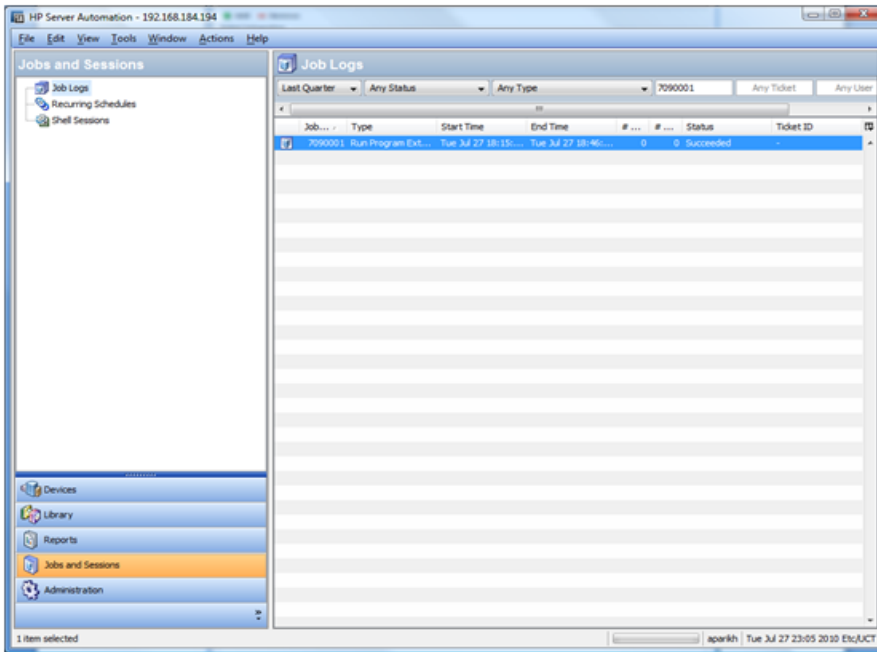 HP Server Automation - 192.168.184.194
File Edit View Tools Window Actions Help
Jobs and Sessions
Job Logs
Recurring Schedules
Shell Sessions
Devices
Library
Reports
Jobs and Sessions
Administration
Job Logs
Last Quarter Any Status Any Type 7090001 Any Ticket Any User
Job... Type Start Time End Time # ... # ... Status Ticket ID
7090001 Run Program Ext... Tue Jul 27 18:15:... Tue Jul 27 18:46:... 0 0 Succeeded -
1 item selected
aparikh Tue Jul 27 23:05 2010 Etc/UCT